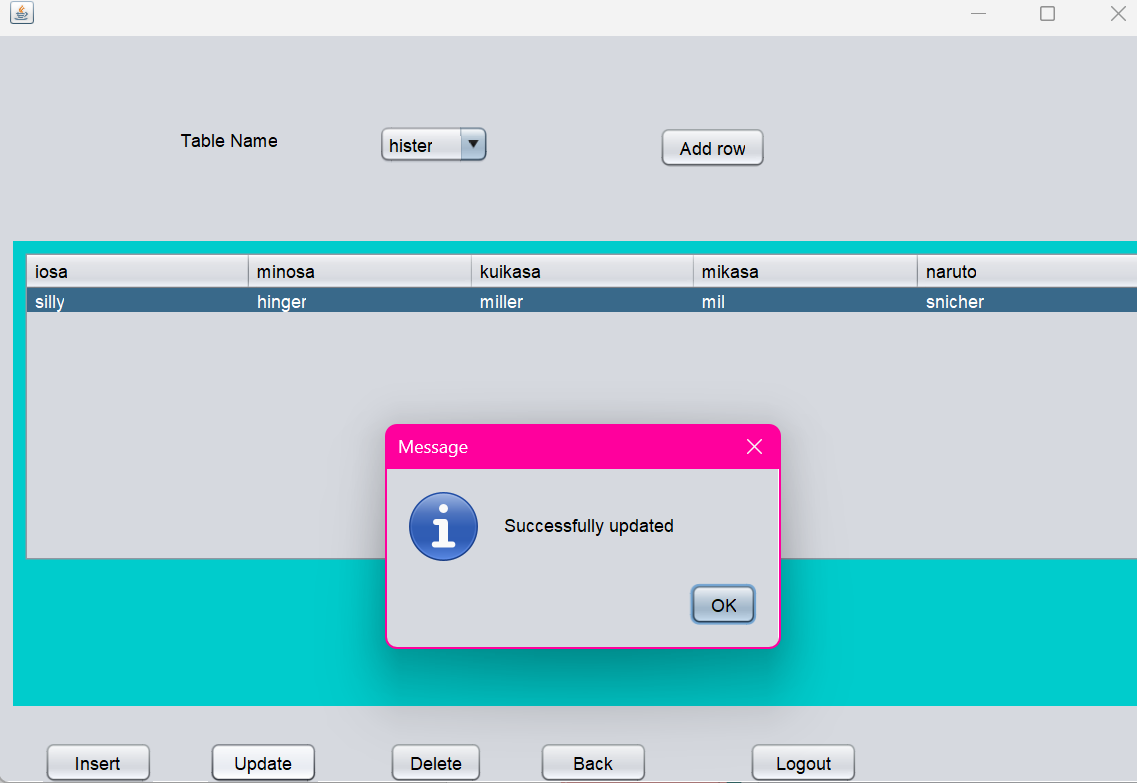 Table Name
hister
Add row
iosa minosa kuikasa mikasa naruto
silly hinger miller mil snicher
Message
Successfully updated
OK
Insert Update Delete Back Logout